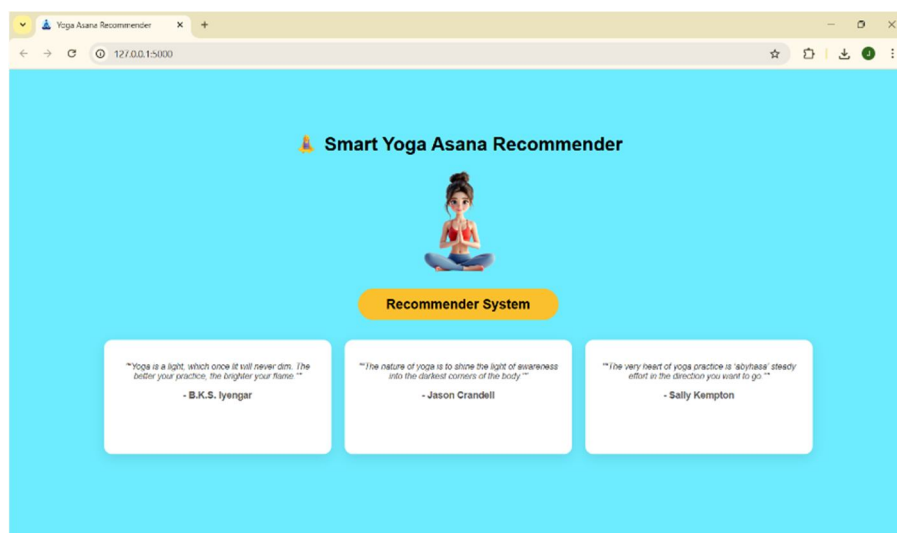 Yoga Asana Recommender
127.0.0.1:5000
J
Smart Yoga Asana Recommender
Recommender System
""Yoga is a light, which once lit will never dim. The
better your practice, the brighter your flame.""
- B.K.S. Iyengar
""The nature of yoga is to shine the light of awareness
into the darkest corners of the body.""
- Jason Crandell
""The very heart of yoga practice is 'abyhasa' steady
effort in the direction you want to go.""
- Sally Kempton